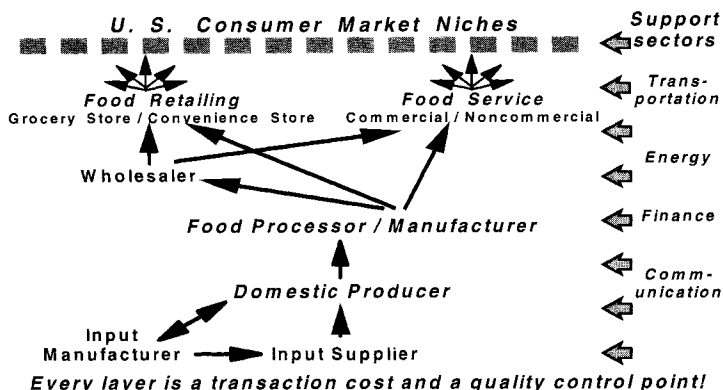 U. S. Consumer Market Niches
Support
sectors
Food Retailing
Grocery Store / Convenience Store
Food Service
Commercial / Noncommercial
Trans-
portation
Wholesaler
Energy
Food Processor / Manufacturer
Finance
Domestic Producer
Comm-
unication
Input
Manufacturer
Input Supplier
Every layer is a transaction cost and a quality control point!